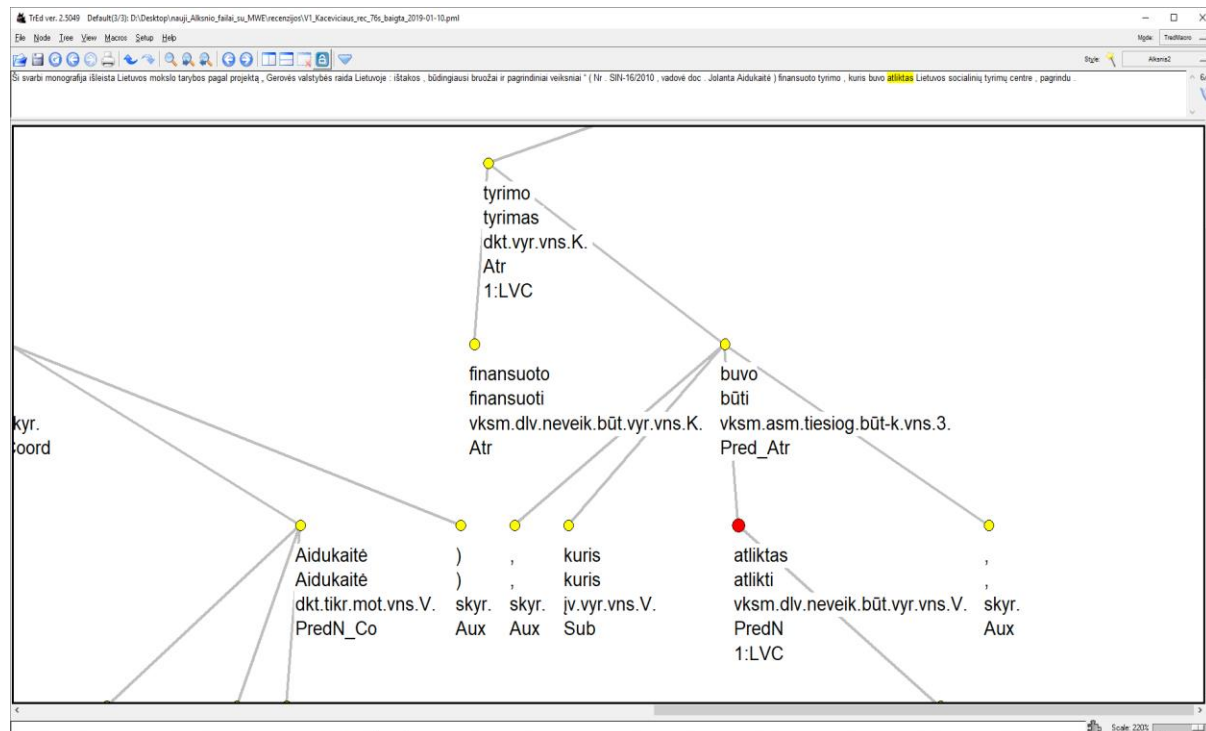 TrEd ver. 2.5049 Default(3/3): D:\Desktop\nauji_Alksnio_failai_su_MWE\recenzijos\V1_Kaceviciaus_rec_76s_baigta_2019-01-10.pml
File Node Tree View Macros Setup Help
Mode: TredMacro
Style: Alksnis2
Ši svarbi monografija išleista Lietuvos mokslo tarybos pagal projektą „ Gerovės valstybės raida Lietuvoje : ištakos , būdingiausi bruožai ir pagrindiniai veiksniai “ ( Nr . SIN-16/2010 , vadovė doc . Jolanta Aidukaitė ) finansuoto tyrimo , kuris buvo atliktas Lietuvos socialinių tyrimų centre , pagrindu .
tyrimo
tyrimas
dkt.vyr.vns.K.
Atr
1:LVC
finansuoto buvo
finansuoti būti
kyr. vksm.dlv.neveik.būt.vyr.vns.K. vksm.asm.tiesiog.būt-k.vns.3.
Coord Atr Pred_Atr
Aidukaitė ) , kuris atliktas ,
Aidukaitė ) , kuris atlikti ,
dkt.tikr.mot.vns.V. skyr. skyr. įv.vyr.vns.V. vksm.dlv.neveik.būt.vyr.vns.V. skyr.
PredN_Co Aux Aux Sub PredN Aux
1:LVC
Scale: 220%